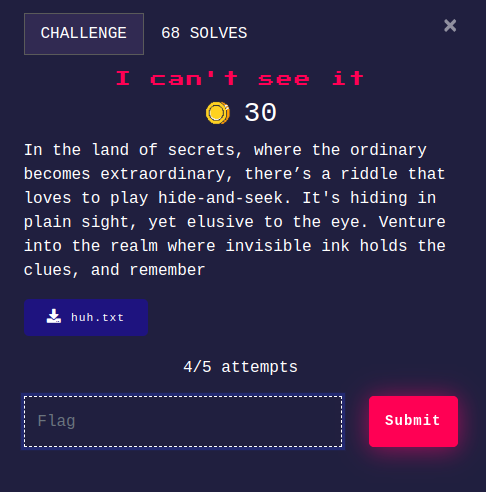 CHALLENGE 68 SOLVES ×
I can't see it
30
In the land of secrets, where the ordinary
becomes extraordinary, there’s a riddle that
loves to play hide-and-seek. It's hiding in
plain sight, yet elusive to the eye. Venture
into the realm where invisible ink holds the
clues, and remember
huh.txt
4/5 attempts
Flag
Submit